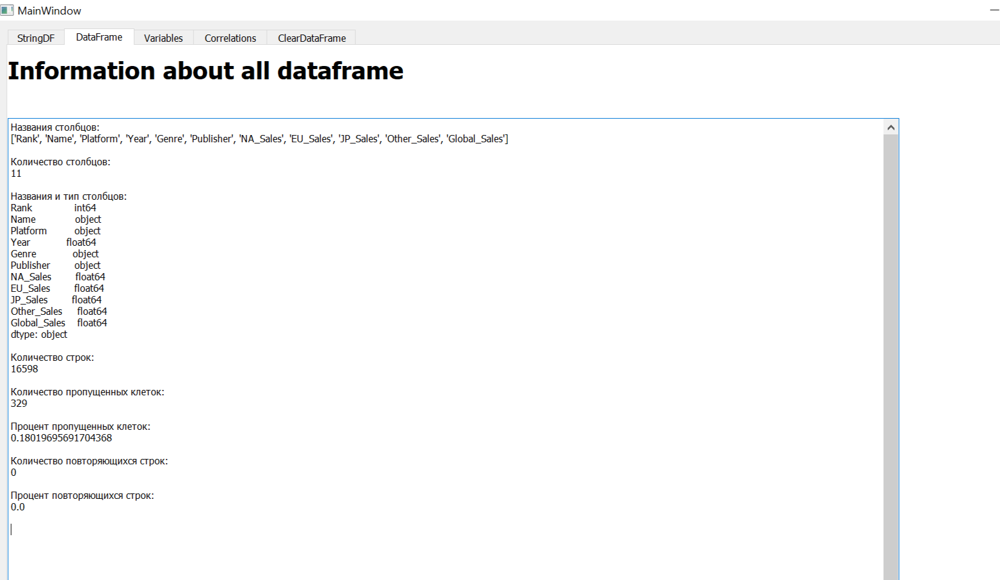 MainWindow
StringDF DataFrame Variables Correlations ClearDataFrame
Information about all dataframe
Названия столбцов:
['Rank', 'Name', 'Platform', 'Year', 'Genre', 'Publisher', 'NA_Sales', 'EU_Sales', 'JP_Sales', 'Other_Sales', 'Global_Sales']
Количество столбцов:
11
Названия и тип столбцов:
Rank int64
Name object
Platform object
Year float64
Genre object
Publisher object
NA_Sales float64
EU_Sales float64
JP_Sales float64
Other_Sales float64
Global_Sales float64
dtype: object
Количество строк:
16598
Количество пропущенных клеток:
329
Процент пропущенных клеток:
0.18019695691704368
Количество повторяющихся строк:
0
Процент повторяющихся строк:
0.0